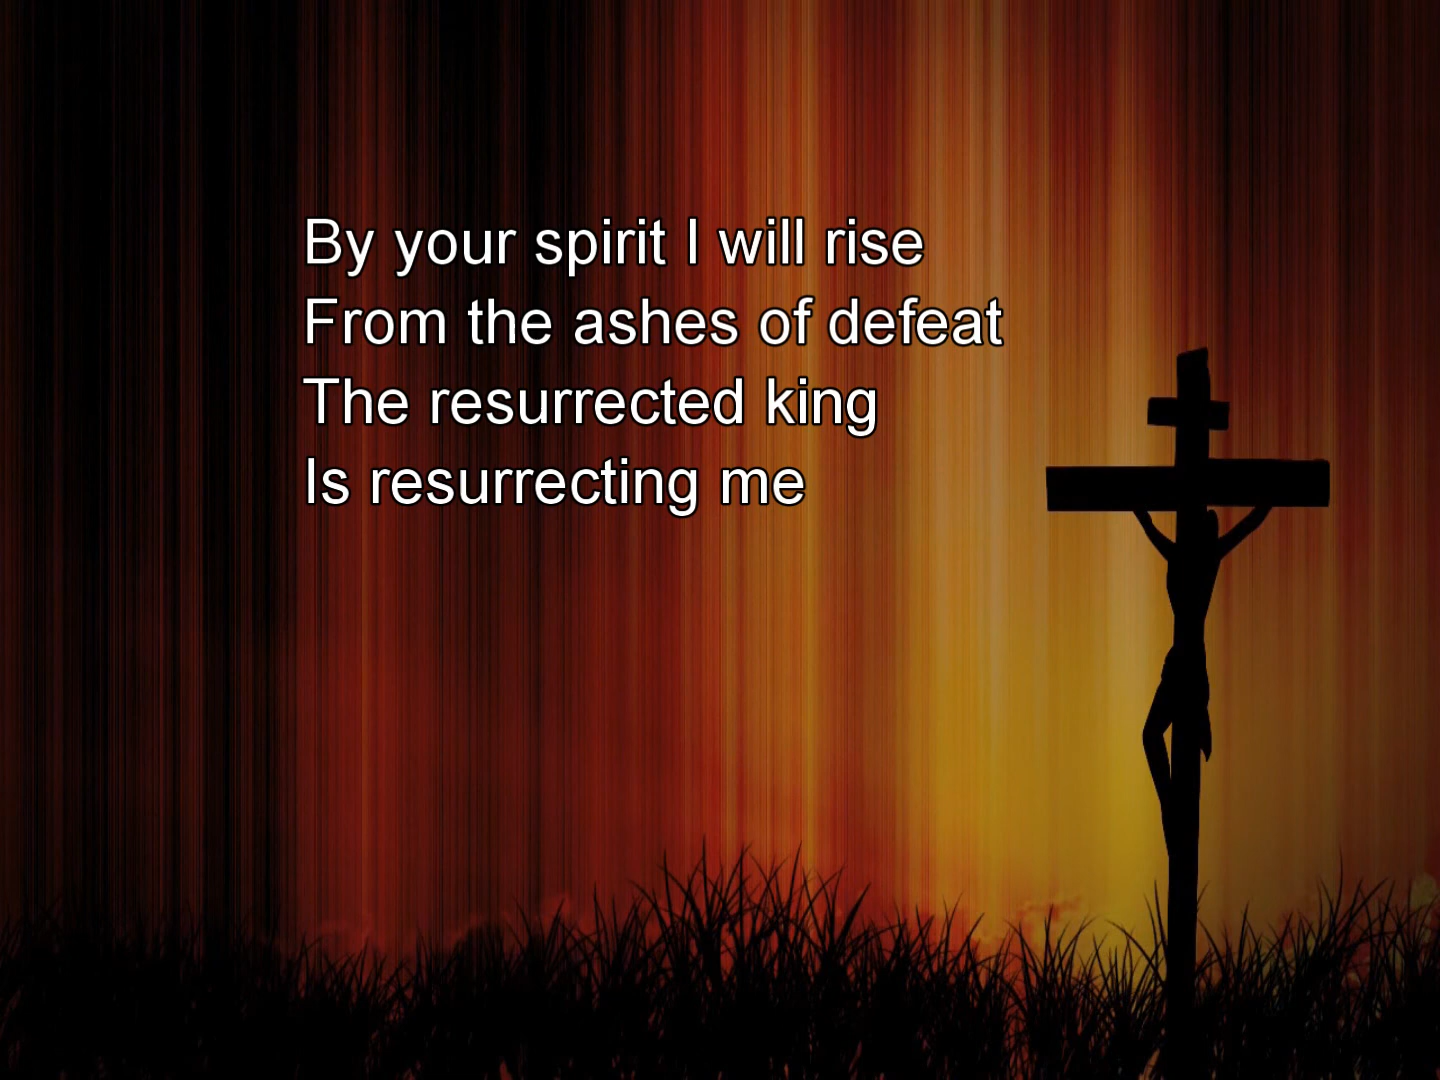 By your spirit I will rise
From the ashes of defeat
The resurrected king
Is resurrecting me